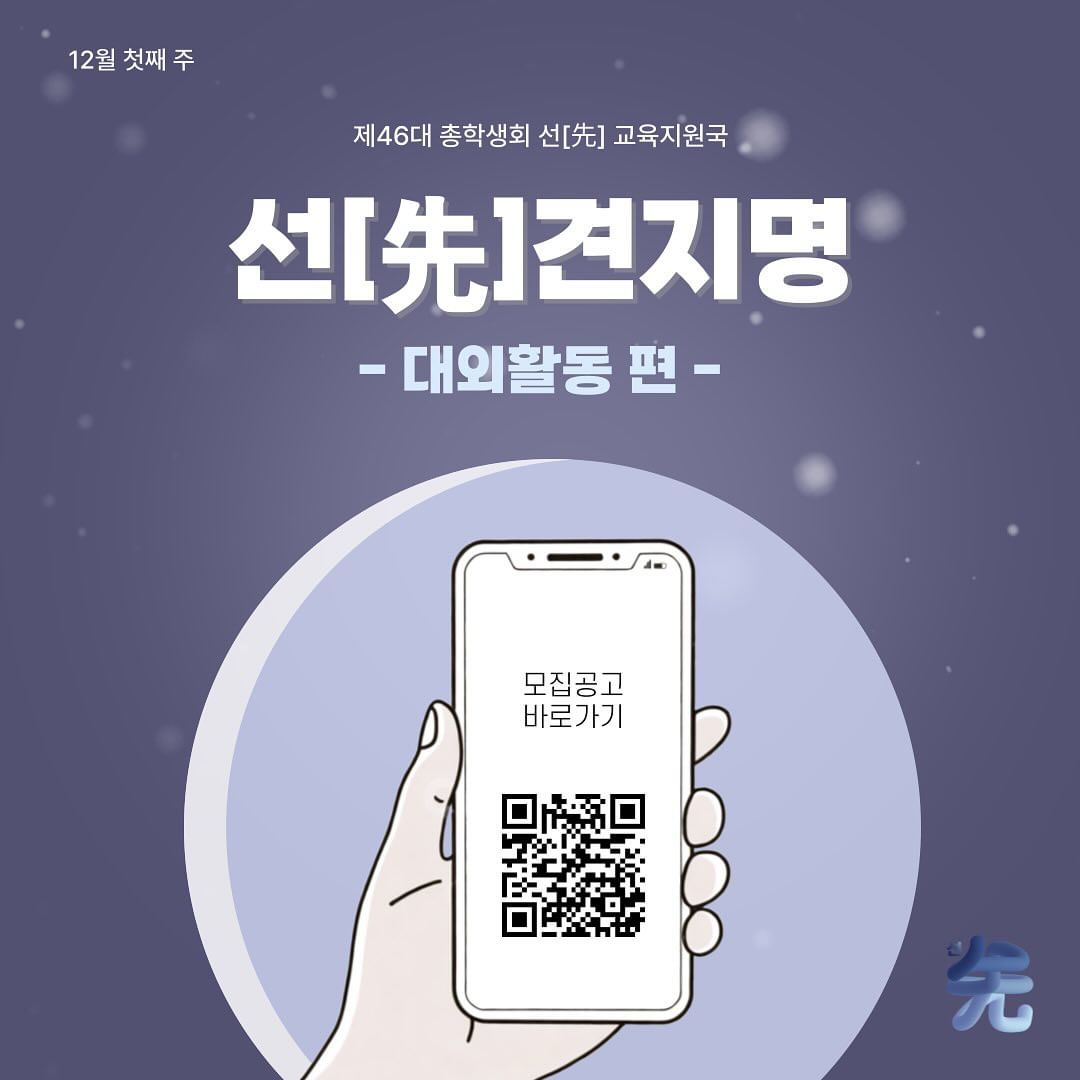 12월 첫째 주
제46대 총학생회 선[先] 교육지원국
선[先]견지명
- 대외활동 편 -
모집공고
바로가기
선
先